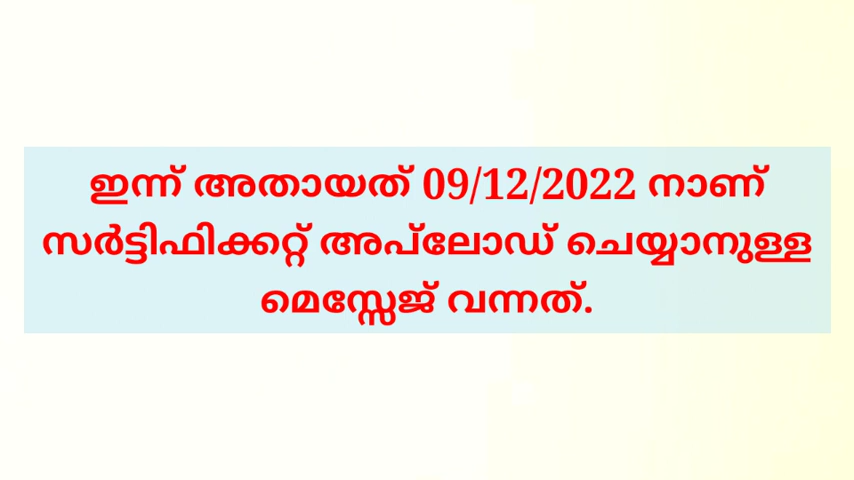 ഇന്ന് അതായത് 09/12/2022 നാണ്
സർട്ടിഫിക്കറ്റ് അപ്‌ലോഡ് ചെയ്യാനുള്ള
മെസ്സേജ് വന്നത്.